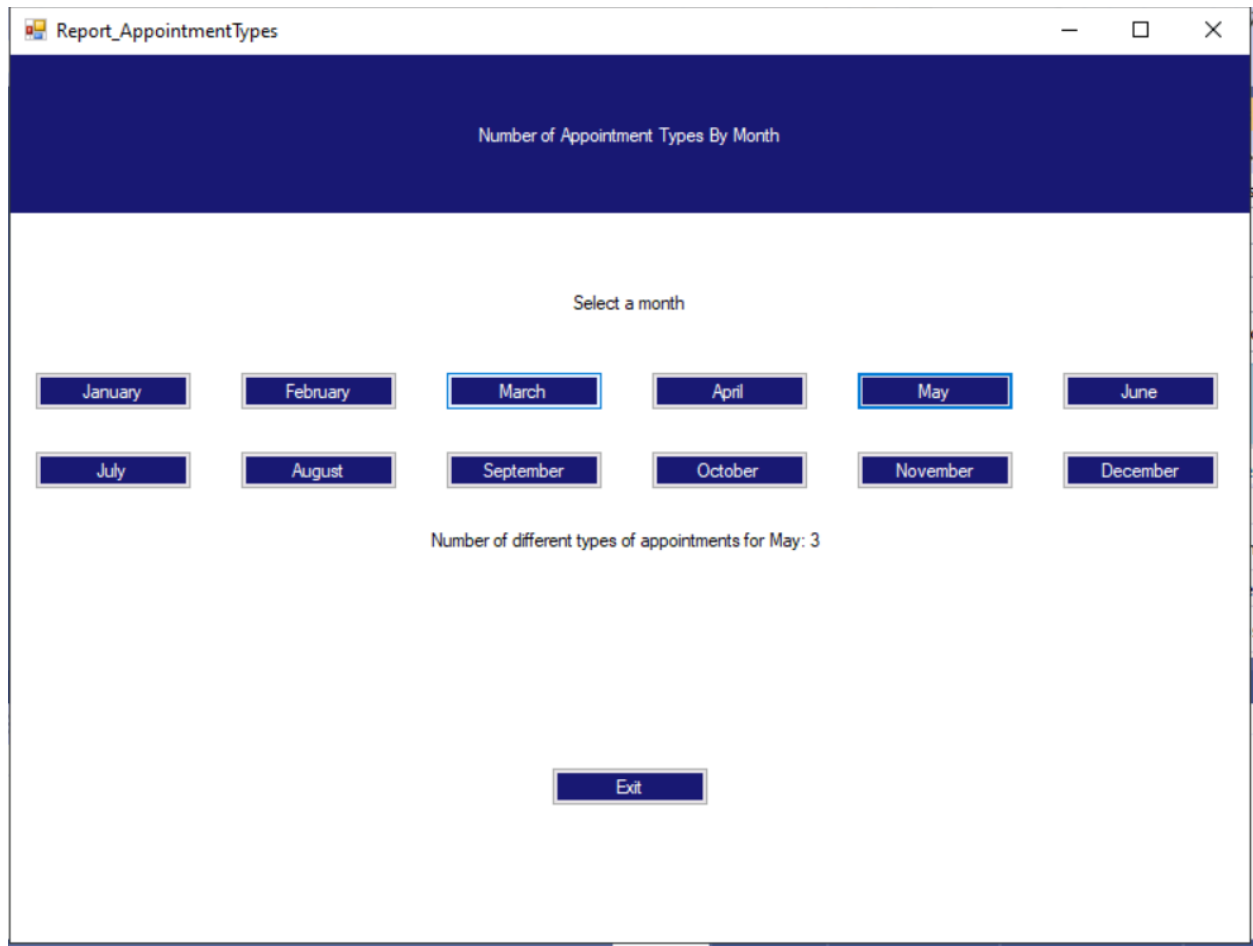 Report_AppointmentTypes
Number of Appointment Types By Month
Select a month
January February March April May June
July August September October November December
Number of different types of appointments for May: 3
Exit